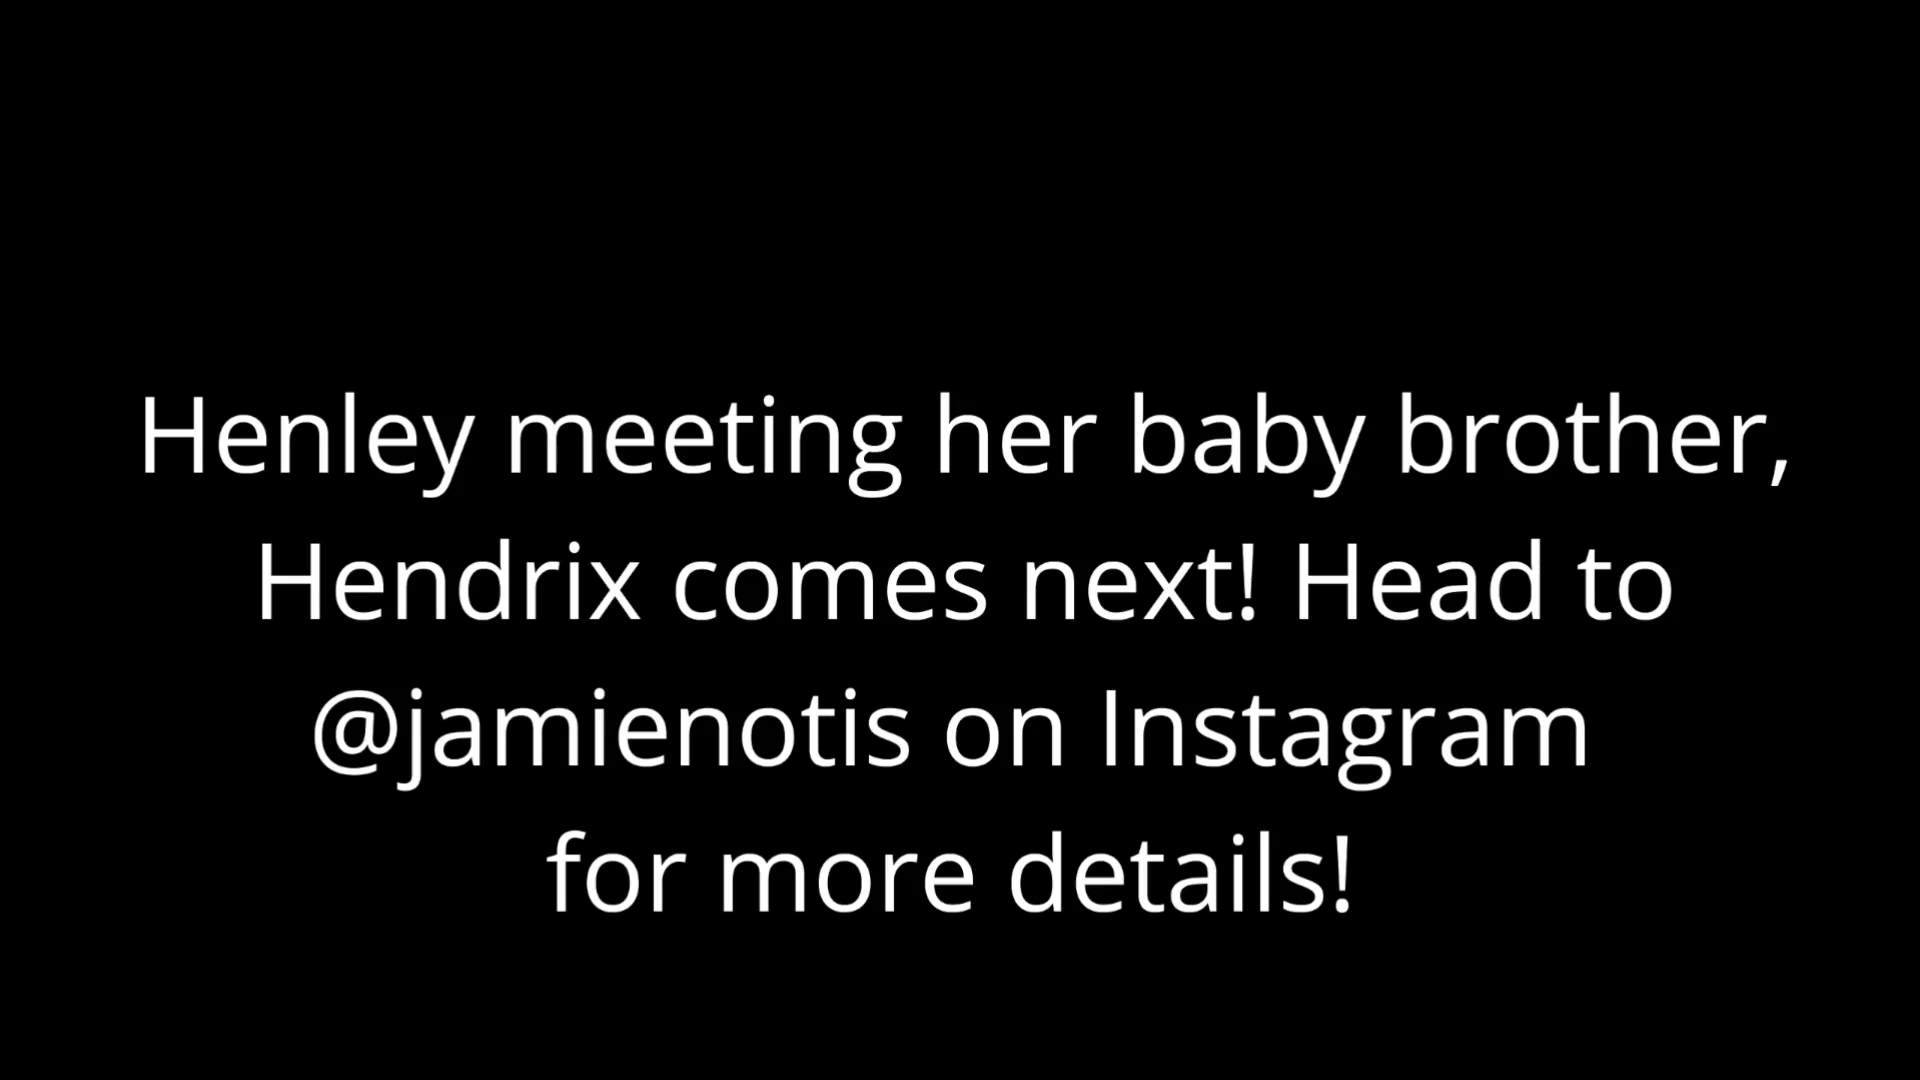 Henley meeting her baby brother,
Hendrix comes next! Head to
@jamienotis on Instagram
for more details!